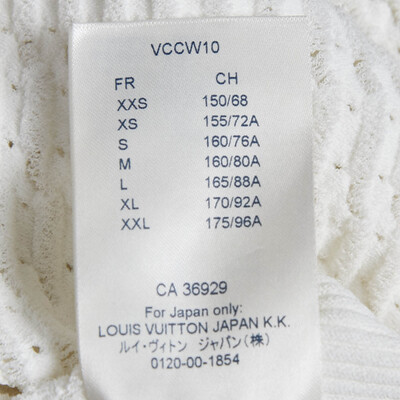 VCCW10
FR CH
XXS 150/68
XS 155/72A
S 160/76A
M 160/80A
L 165/88A
XL 170/92A
XXL 175/96A
CA 36929
For Japan only:
LOUIS VUITTON JAPAN K.K.
ルイ・ヴィトン ジャパン(株)
0120-00-1854